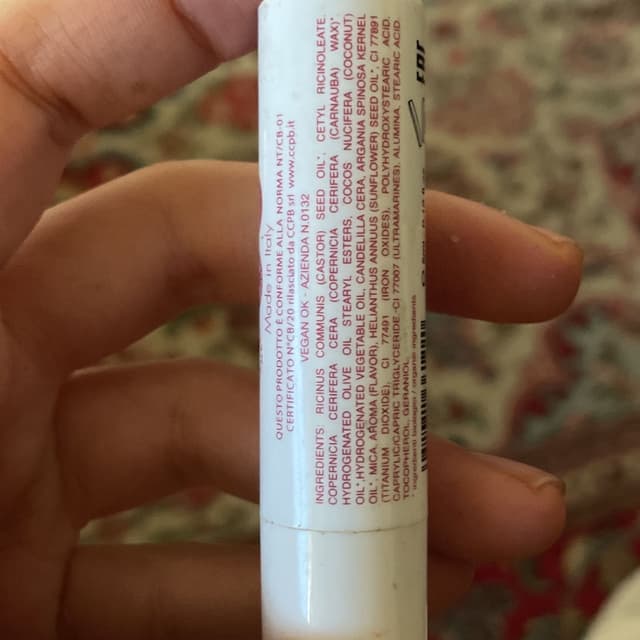 Made in Italy
QUESTO PRODOTTO È CONFORME ALLA NORMA NT/CB-01
CERTIFICATO N°CB/20 rilasciato da CCPB srl www.ccpb.it
VEGAN OK - AZIENDA N.0132
INGREDIENTS RICINUS COMMUNIS (CASTOR) SEED OIL*, CETYL RICINOLEATE,
COPERNICIA CERIFERA CERA (COPERNICIA CERIFERA (CARNAUBA) WAX)*,
HYDROGENATED OLIVE OIL STEARYL ESTERS, COCOS NUCIFERA (COCONUT)
OIL*, HYDROGENATED VEGETABLE OIL, CANDELILLA CERA, ARGANIA SPINOSA KERNEL
OIL*, MICA, AROMA (FLAVOR), HELIANTHUS ANNUUS (SUNFLOWER) SEED OIL*, CI 77891
(TITANIUM DIOXIDE), CI 77491 (IRON OXIDES), POLYHYDROXYSTEARIC ACID,
CAPRYLIC/CAPRIC TRIGLYCERIDE, CI 77007 (ULTRAMARINES), ALUMINA, STEARIC ACID,
TOCOPHEROL, GERANIOL.
* ingredienti biologici / organic ingredients